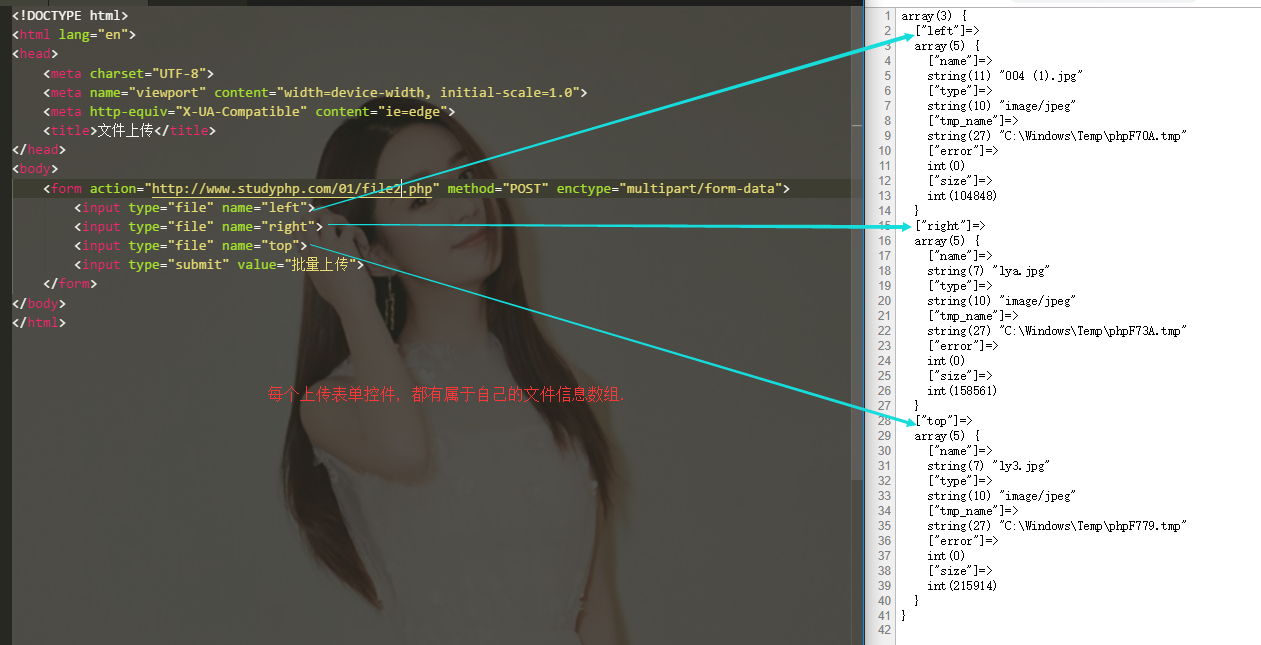 <!DOCTYPE html>
<html lang="en">
<head>
<meta charset="UTF-8">
<meta name="viewport" content="width=device-width, initial-scale=1.0">
<meta http-equiv="X-UA-Compatible" content="ie=edge">
<title>文件上传</title>
</head>
<body>
<form action="http://www.studyphp.com/01/file2.php" method="POST" enctype="multipart/form-data">
<input type="file" name="left">
<input type="file" name="right">
<input type="file" name="top">
<input type="submit" value="批量上传">
</form>
</body>
</html>
每个上传表单控件，都有属于自己的文件信息数组.
1 array(3) {
2 ["left"]=>
3 array(5) {
4 ["name"]=>
5 string(11) "004 (1).jpg"
6 ["type"]=>
7 string(10) "image/jpeg"
8 ["tmp_name"]=>
9 string(27) "C:\Windows\Temp\phpF70A.tmp"
10 ["error"]=>
11 int(0)
12 ["size"]=>
13 int(104848)
14 }
15 ["right"]=>
16 array(5) {
17 ["name"]=>
18 string(7) "lya.jpg"
19 ["type"]=>
20 string(10) "image/jpeg"
21 ["tmp_name"]=>
22 string(27) "C:\Windows\Temp\phpF73A.tmp"
23 ["error"]=>
24 int(0)
25 ["size"]=>
26 int(158561)
27 }
28 ["top"]=>
29 array(5) {
30 ["name"]=>
31 string(7) "ly3.jpg"
32 ["type"]=>
33 string(10) "image/jpeg"
34 ["tmp_name"]=>
35 string(27) "C:\Windows\Temp\phpF779.tmp"
36 ["error"]=>
37 int(0)
38 ["size"]=>
39 int(215914)
40 }
41 }
42